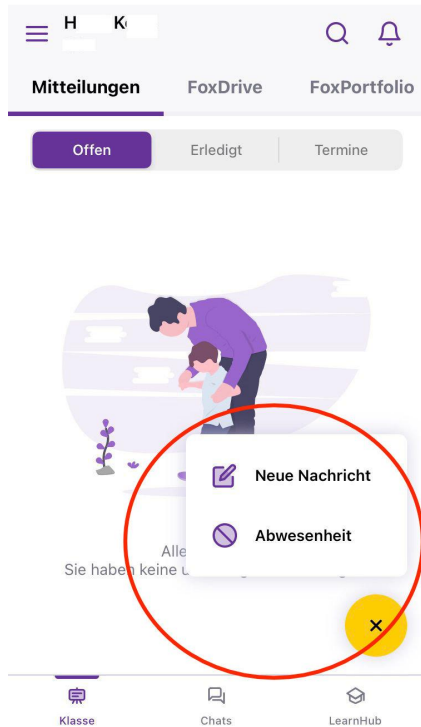 H K
Mitteilungen FoxDrive FoxPortfolio
Offen Erledigt Termine
Neue Nachricht
Abwesenheit
Alle
Sie haben keine
Klasse Chats LearnHub